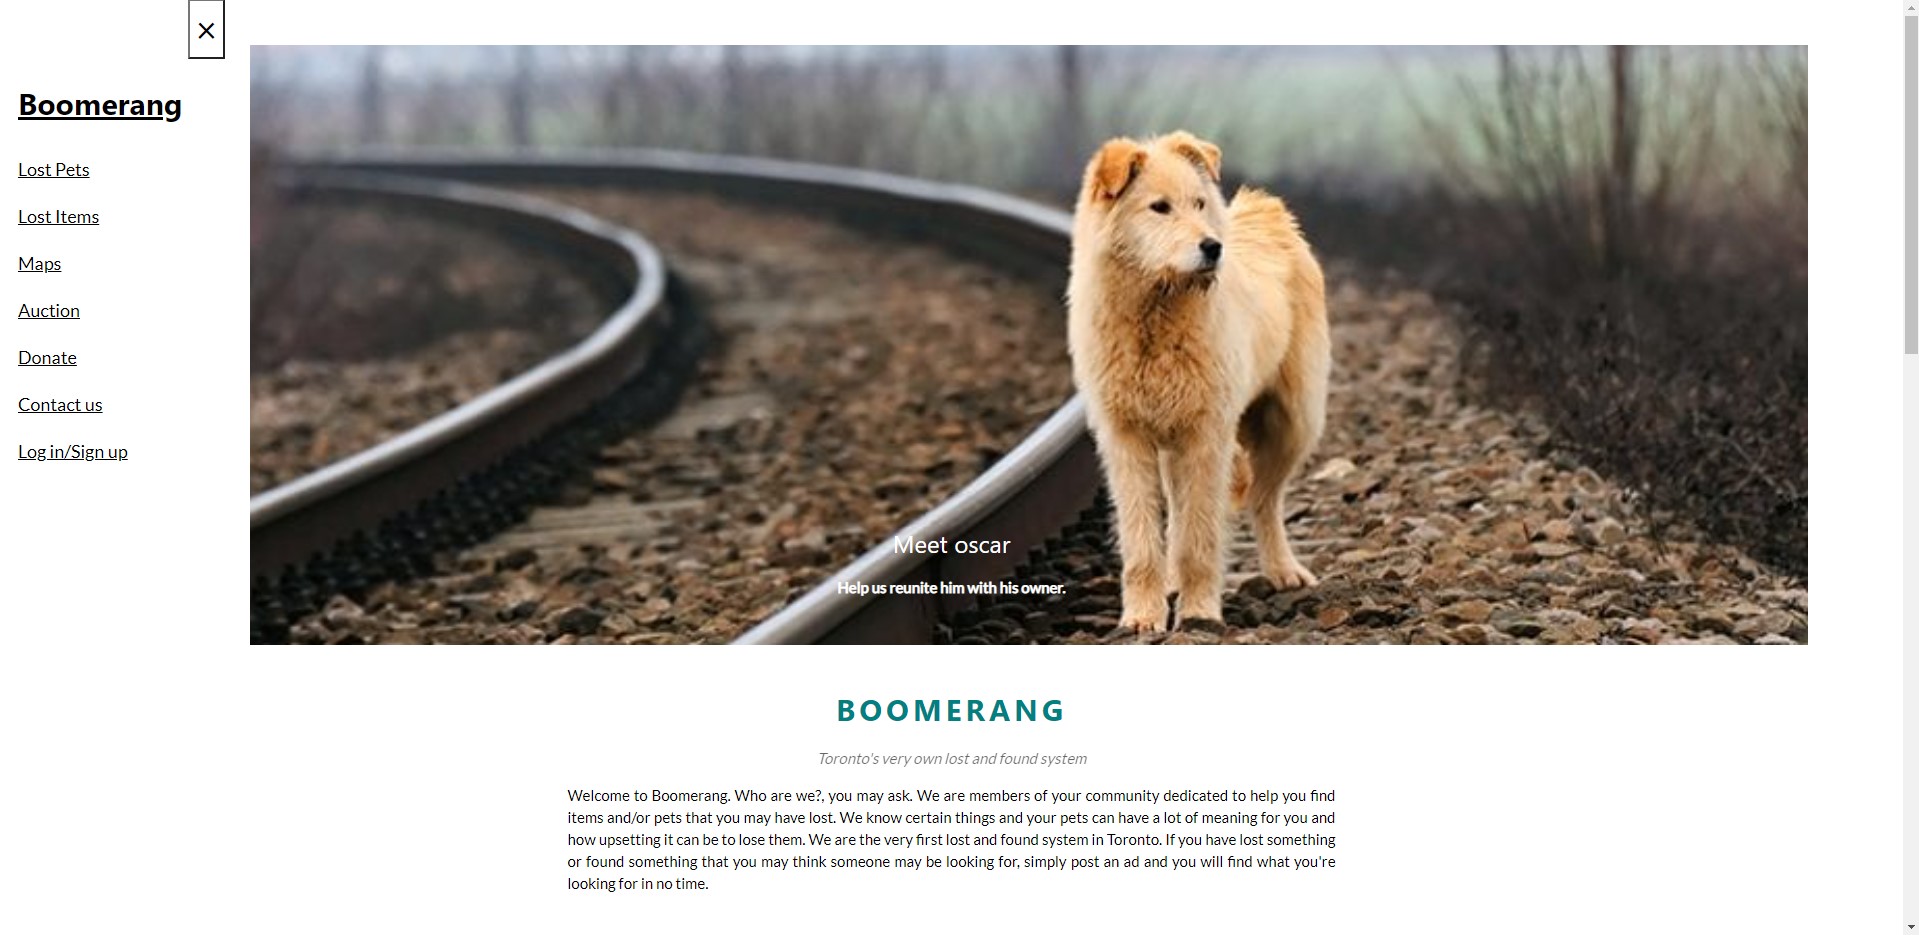 ×
Boomerang
Lost Pets
Lost Items
Maps
Auction
Donate
Contact us
Log in/Sign up
Meet oscar
Help us reunite him with his owner.
BOOMERANG
Toronto's very own lost and found system
Welcome to Boomerang. Who are we?, you may ask. We are members of your community dedicated to help you find
items and/or pets that you may have lost. We know certain things and your pets can have a lot of meaning for you and
how upsetting it can be to lose them. We are the very first lost and found system in Toronto. If you have lost something
or found something that you may think someone may be looking for, simply post an ad and you will find what you're
looking for in no time.